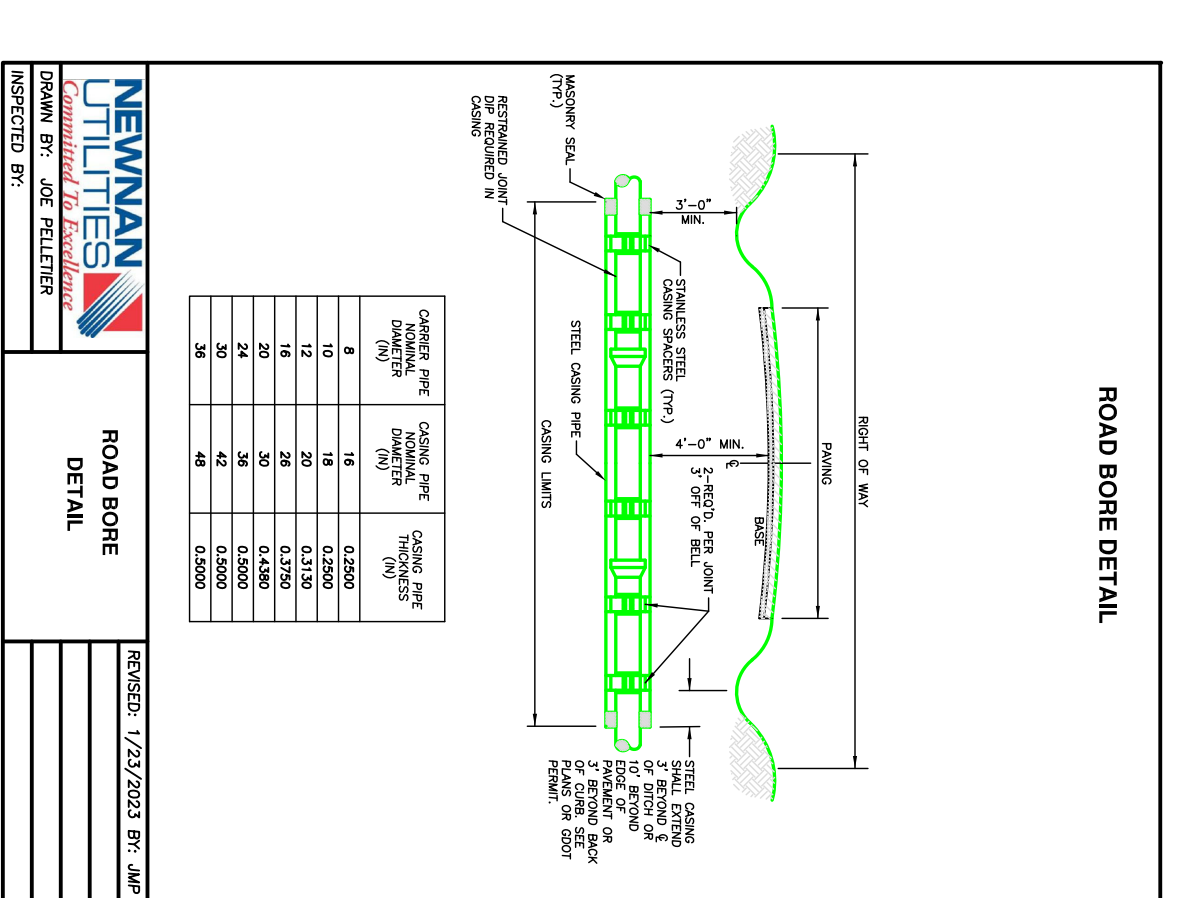 ROAD BORE DETAIL
RIGHT OF WAY
PAVING
BASE
3'-0"
MIN.
4'-0" MIN.
℄
2-REQ'D. PER JOINT
3' OFF OF BELL
STAINLESS STEEL
CASING SPACERS (TYP.)
MASONRY SEAL
(TYP.)
RESTRAINED JOINT
DIP REQUIRED IN
CASING
STEEL CASING PIPE
CASING LIMITS
STEEL CASING
SHALL EXTEND
3' BEYOND ℄
OF DITCH OR
10' BEYOND
EDGE OF
PAVEMENT OR
3' BEYOND BACK
OF CURB. SEE
PLANS OR GDOT
PERMIT.
CARRIER PIPE NOMINAL DIAMETER (IN) CASING PIPE NOMINAL DIAMETER (IN) CASING PIPE THICKNESS (IN)
8 16 0.2500
10 18 0.2500
12 20 0.3130
16 26 0.3750
20 30 0.4380
24 36 0.5000
30 42 0.5000
36 48 0.5000
NEWNAN
UTILITIES
Committed To Excellence
DRAWN BY: JOE PELLETIER
INSPECTED BY:
ROAD BORE
DETAIL
REVISED: 1/23/2023 BY: JMP